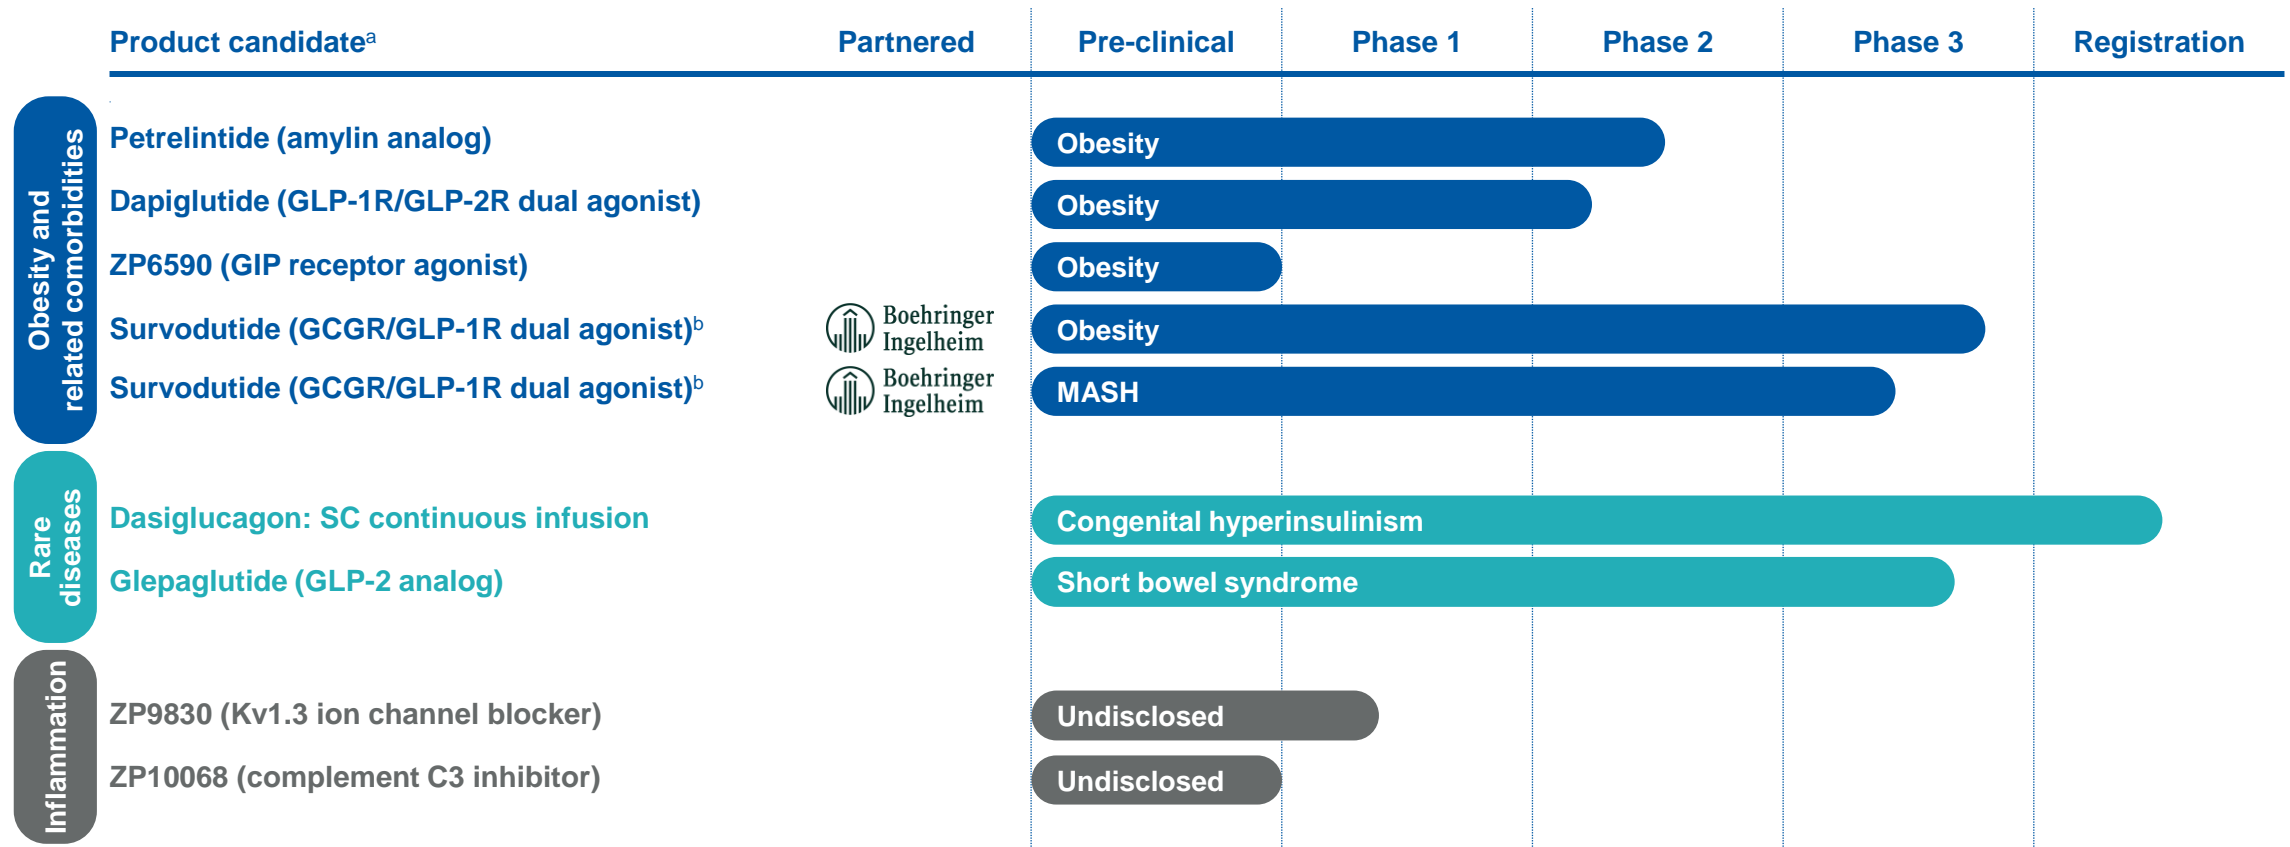 Product candidateᵃ Partnered Pre-clinical Phase 1 Phase 2 Phase 3 Registration
Obesity and
related comorbidities
Petrelintide (amylin analog) Obesity
Dapiglutide (GLP-1R/GLP-2R dual agonist) Obesity
ZP6590 (GIP receptor agonist) Obesity
Survodutide (GCGR/GLP-1R dual agonist)ᵇ Boehringer
Ingelheim Obesity
Survodutide (GCGR/GLP-1R dual agonist)ᵇ Boehringer
Ingelheim MASH
Rare
diseases
Dasiglucagon: SC continuous infusion Congenital hyperinsulinism
Glepaglutide (GLP-2 analog) Short bowel syndrome
Inflammation
ZP9830 (Kv1.3 ion channel blocker) Undisclosed
ZP10068 (complement C3 inhibitor) Undisclosed